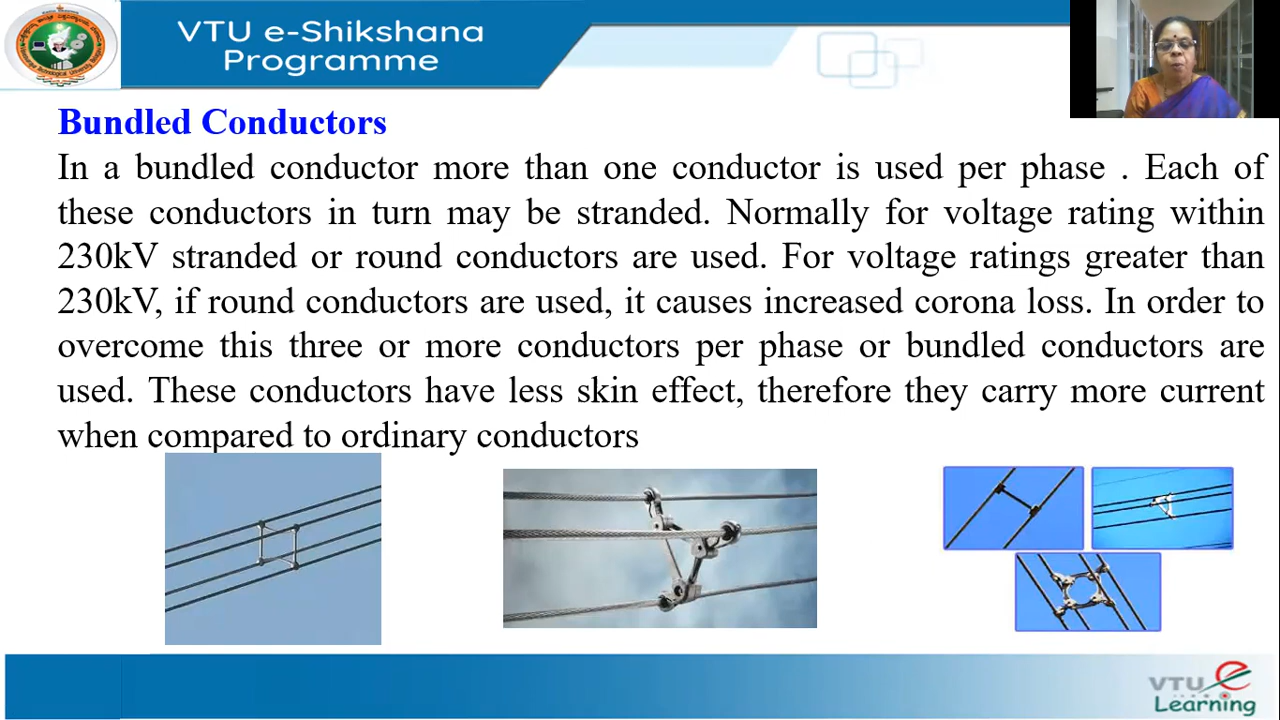 VTU e-Shikshana
Programme
Bundled Conductors
In a bundled conductor more than one conductor is used per phase . Each of
these conductors in turn may be stranded. Normally for voltage rating within
230kV stranded or round conductors are used. For voltage ratings greater than
230kV, if round conductors are used, it causes increased corona loss. In order to
overcome this three or more conductors per phase or bundled conductors are
used. These conductors have less skin effect, therefore they carry more current
when compared to ordinary conductors
VTU e
Learning